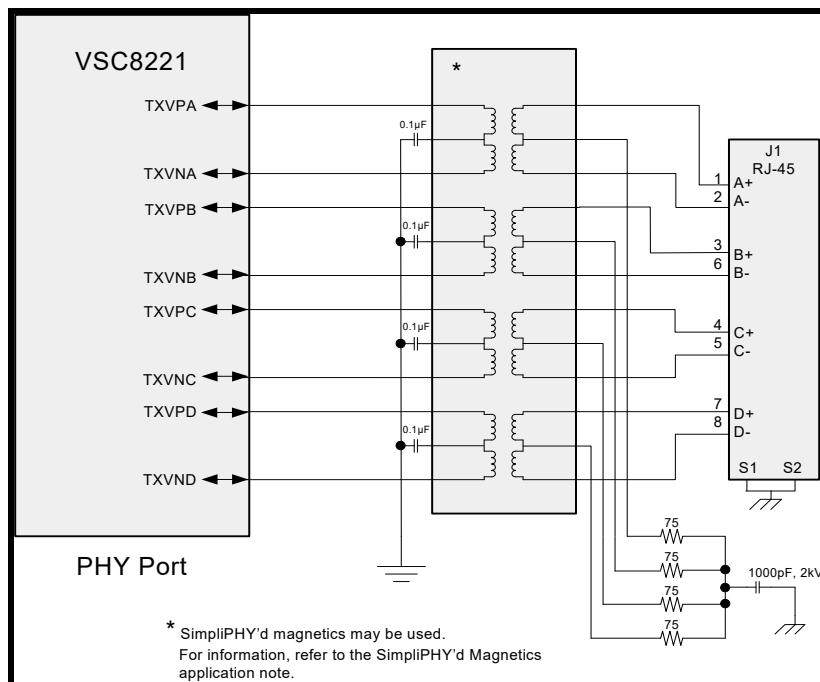 VSC8221
*
TXVPA
0.1µF
J1
RJ-45
1
A+
TXVNA
2
A-
TXVPB
0.1µF
3
B+
6
B-
TXVNB
TXVPC
0.1µF
4
C+
5
C-
TXVNC
TXVPD
0.1µF
7
D+
8
D-
TXVND
S1 S2
75
PHY Port
75
1000pF, 2kV
75
75
* SimpliPHY'd magnetics may be used.
For information, refer to the SimpliPHY'd Magnetics
application note.